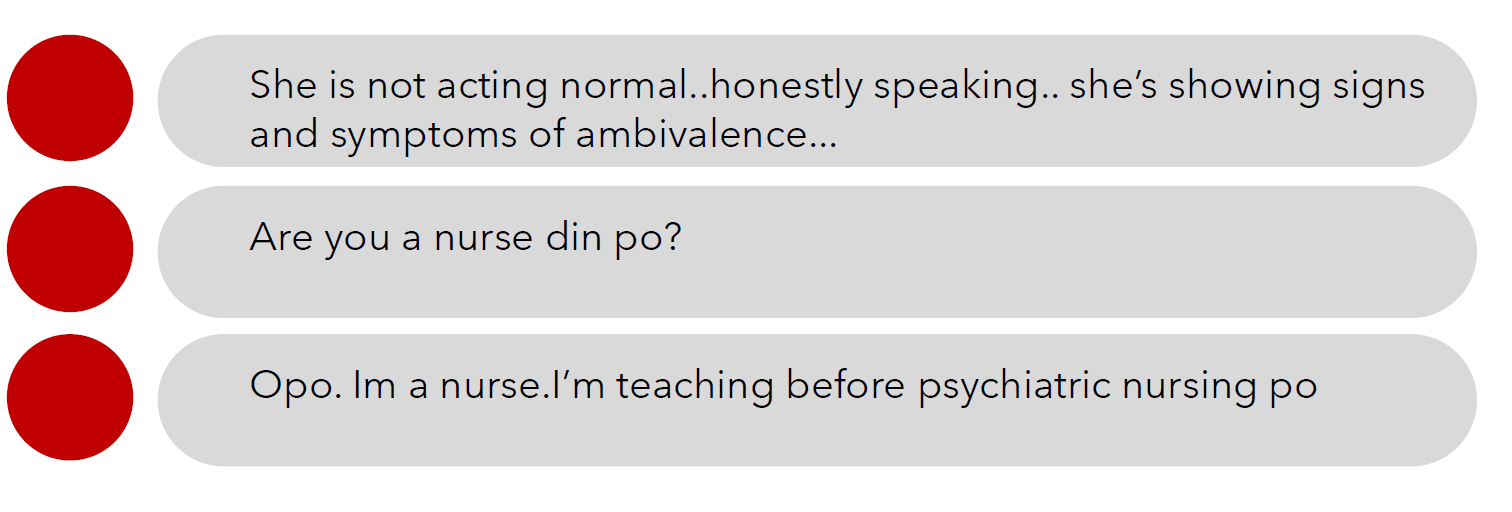 She is not acting normal..honestly speaking.. she’s showing signs
and symptoms of ambivalence...
Are you a nurse din po?
Opo. Im a nurse.I’m teaching before psychiatric nursing po